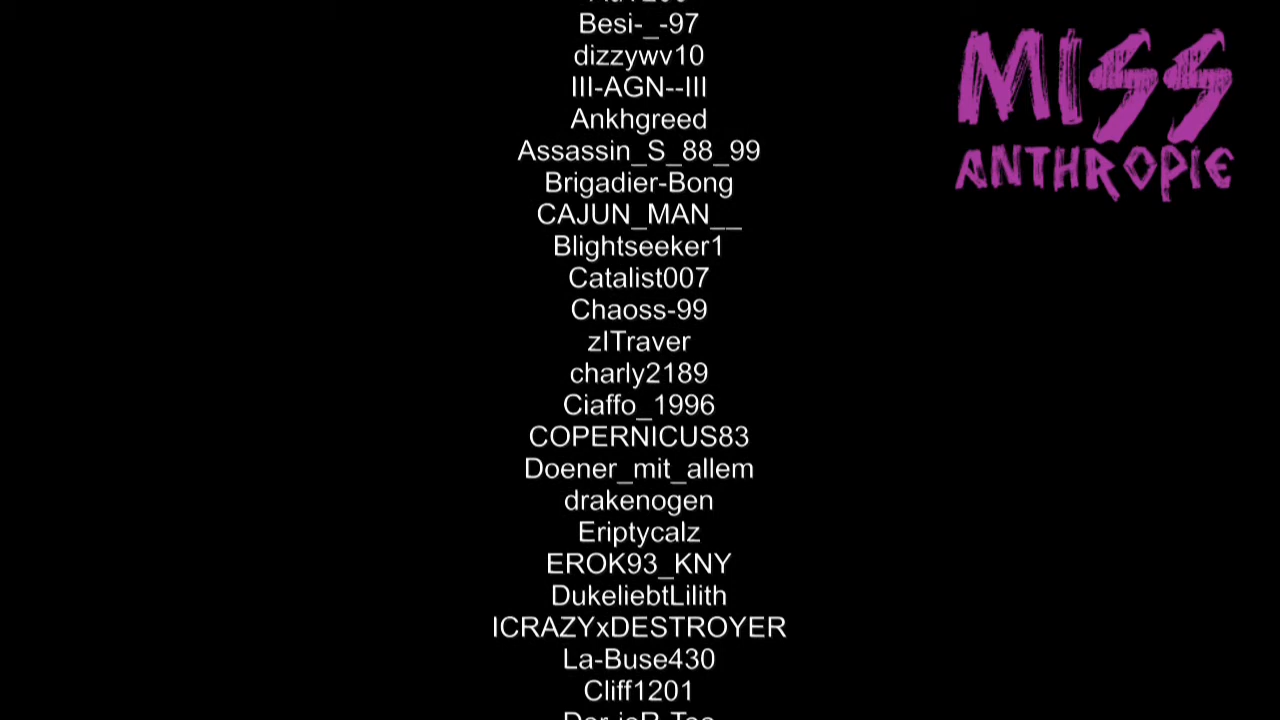 Besi-_-97
dizzywv10
III-AGN--III
Ankhgreed
Assassin_S_88_99
Brigadier-Bong
CAJUN_MAN__
Blightseeker1
Catalist007
Chaoss-99
zITraver
charly2189
Ciaffo_1996
COPERNICUS83
Doener_mit_allem
drakenogen
Eriptycalz
EROK93_KNY
DukeliebtLilith
ICRAZYxDESTROYER
La-Buse430
Cliff1201
MISS
ANTHROPIE